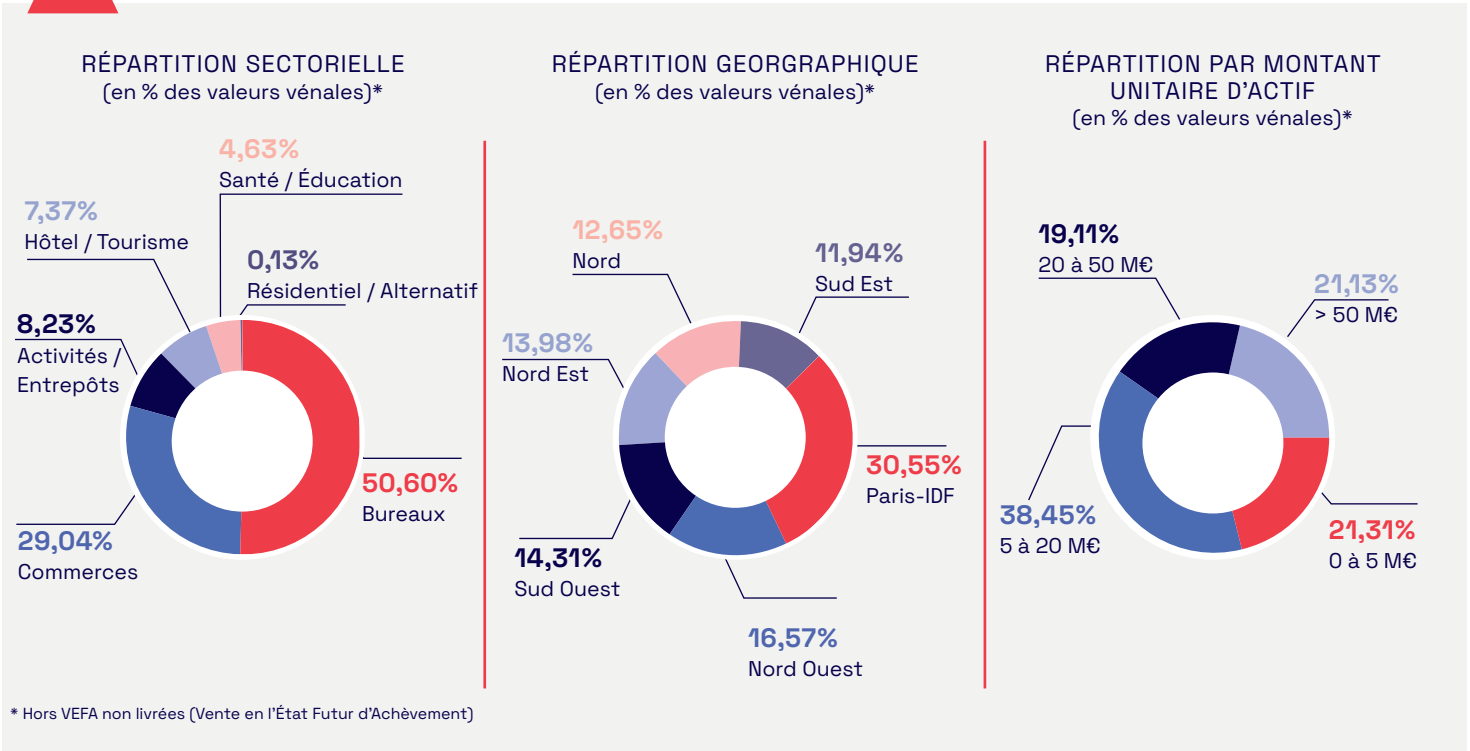 RÉPARTITION SECTORIELLE
(en % des valeurs vénales)*
4,63%
Santé / Éducation
7,37%
Hôtel / Tourisme
0,13%
Résidentiel / Alternatif
8,23%
Activités /
Entrepôts
50,60%
Bureaux
29,04%
Commerces
RÉPARTITION GEORGRAPHIQUE
(en % des valeurs vénales)*
12,65%
Nord
11,94%
Sud Est
13,98%
Nord Est
30,55%
Paris-IDF
14,31%
Sud Ouest
16,57%
Nord Ouest
RÉPARTITION PAR MONTANT
UNITAIRE D'ACTIF
(en % des valeurs vénales)*
19,11%
20 à 50 M€
21,13%
> 50 M€
38,45%
5 à 20 M€
21,31%
0 à 5 M€
* Hors VEFA non livrées (Vente en l'État Futur d'Achèvement)